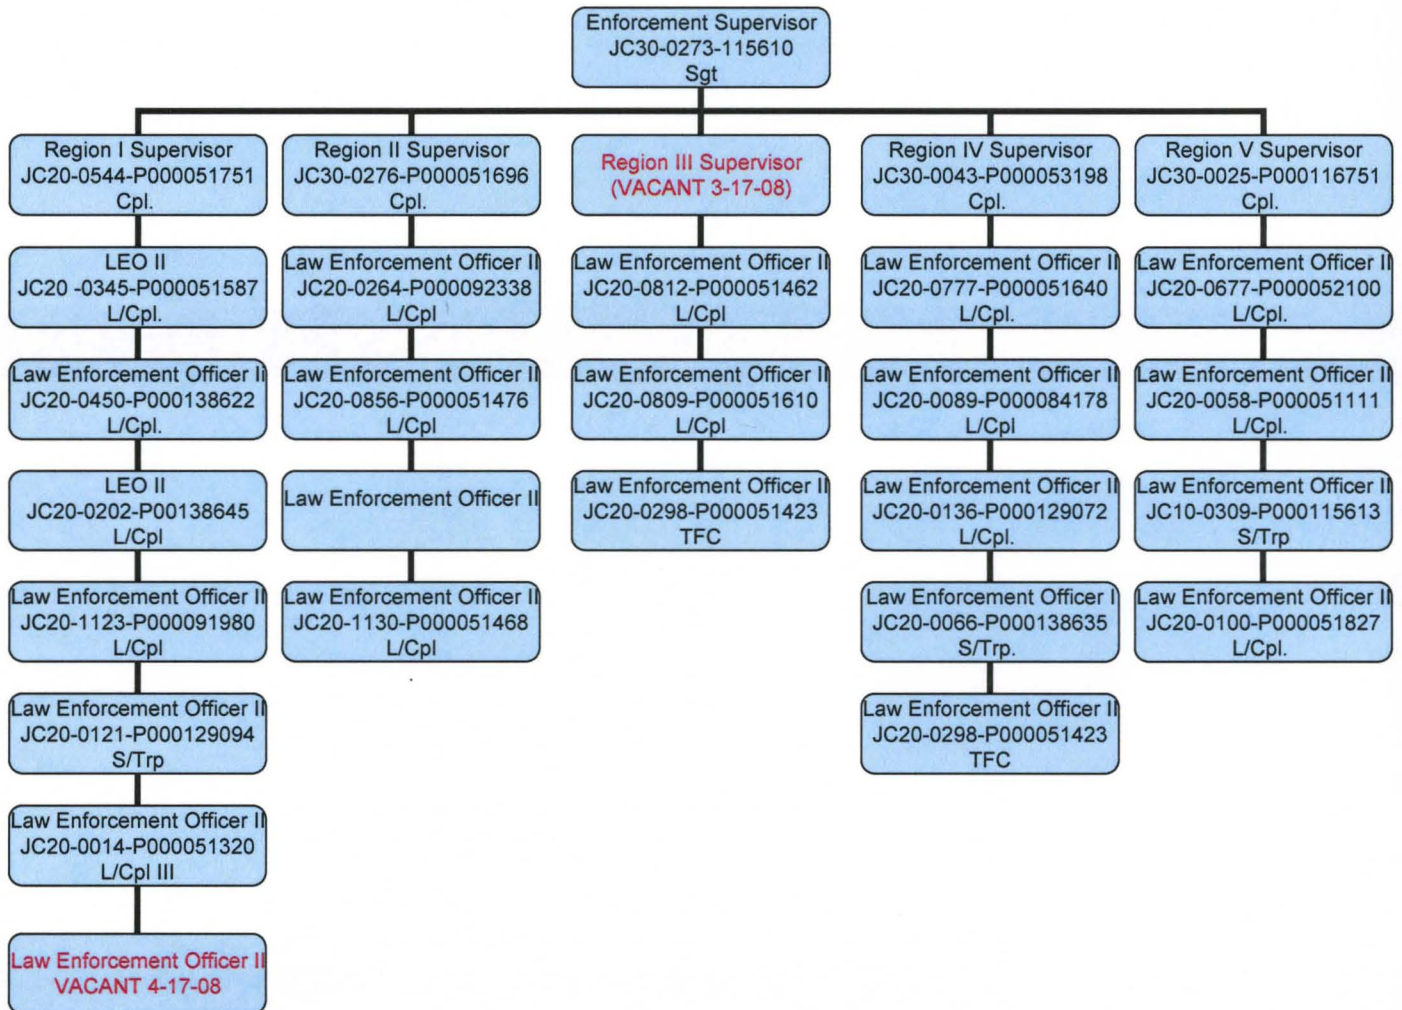 Enforcement Supervisor
JC30-0273-115610
Sgt
Region I Supervisor
JC20-0544-P000051751
Cpl.
LEO II
JC20 -0345-P000051587
L/Cpl.
Law Enforcement Officer Ii
JC20-0450-P000138622
L/Cpl.
LEO II
JC20-0202-P00138645
L/Cpl
Law Enforcement Officer II
JC20-1123-P000091980
L/Cpl
Law Enforcement Officer II
JC20-0121-P000129094
S/Trp
Law Enforcement Officer II
JC20-0014-P000051320
L/Cpl III
Law Enforcement Officer II
VACANT 4-17-08
Region II Supervisor
JC30-0276-P000051696
Cpl.
Law Enforcement Officer II
JC20-0264-P000092338
L/Cpl
Law Enforcement Officer II
JC20-0856-P000051476
L/Cpl
Law Enforcement Officer II
Law Enforcement Officer II
JC20-1130-P000051468
L/Cpl
Region III Supervisor
(VACANT 3-17-08)
Law Enforcement Officer II
JC20-0812-P000051462
L/Cpl
Law Enforcement Officer II
JC20-0809-P000051610
L/Cpl
Law Enforcement Officer II
JC20-0298-P000051423
TFC
Region IV Supervisor
JC30-0043-P000053198
Cpl.
Law Enforcement Officer II
JC20-0777-P000051640
L/Cpl.
Law Enforcement Officer II
JC20-0089-P000084178
L/Cpl
Law Enforcement Officer II
JC20-0136-P000129072
L/Cpl.
Law Enforcement Officer I
JC20-0066-P000138635
S/Trp.
Law Enforcement Officer II
JC20-0298-P000051423
TFC
Region V Supervisor
JC30-0025-P000116751
Cpl.
Law Enforcement Officer II
JC20-0677-P000052100
L/Cpl.
Law Enforcement Officer II
JC20-0058-P000051111
L/Cpl.
Law Enforcement Officer II
JC10-0309-P000115613
S/Trp
Law Enforcement Officer II
JC20-0100-P000051827
L/Cpl.